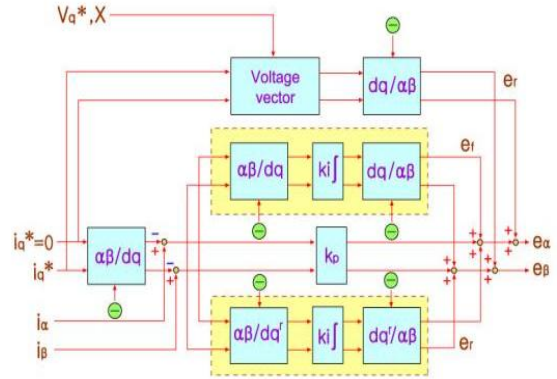 Vq*,X
Voltage
vector
dq/αβ
er
αβ/dq
ki∫
dq/αβ
ef
iq*=0
iq*
αβ/dq
kp
eα
eβ
iα
iβ
αβ/dqʳ
ki∫
dqʳ/αβ
er